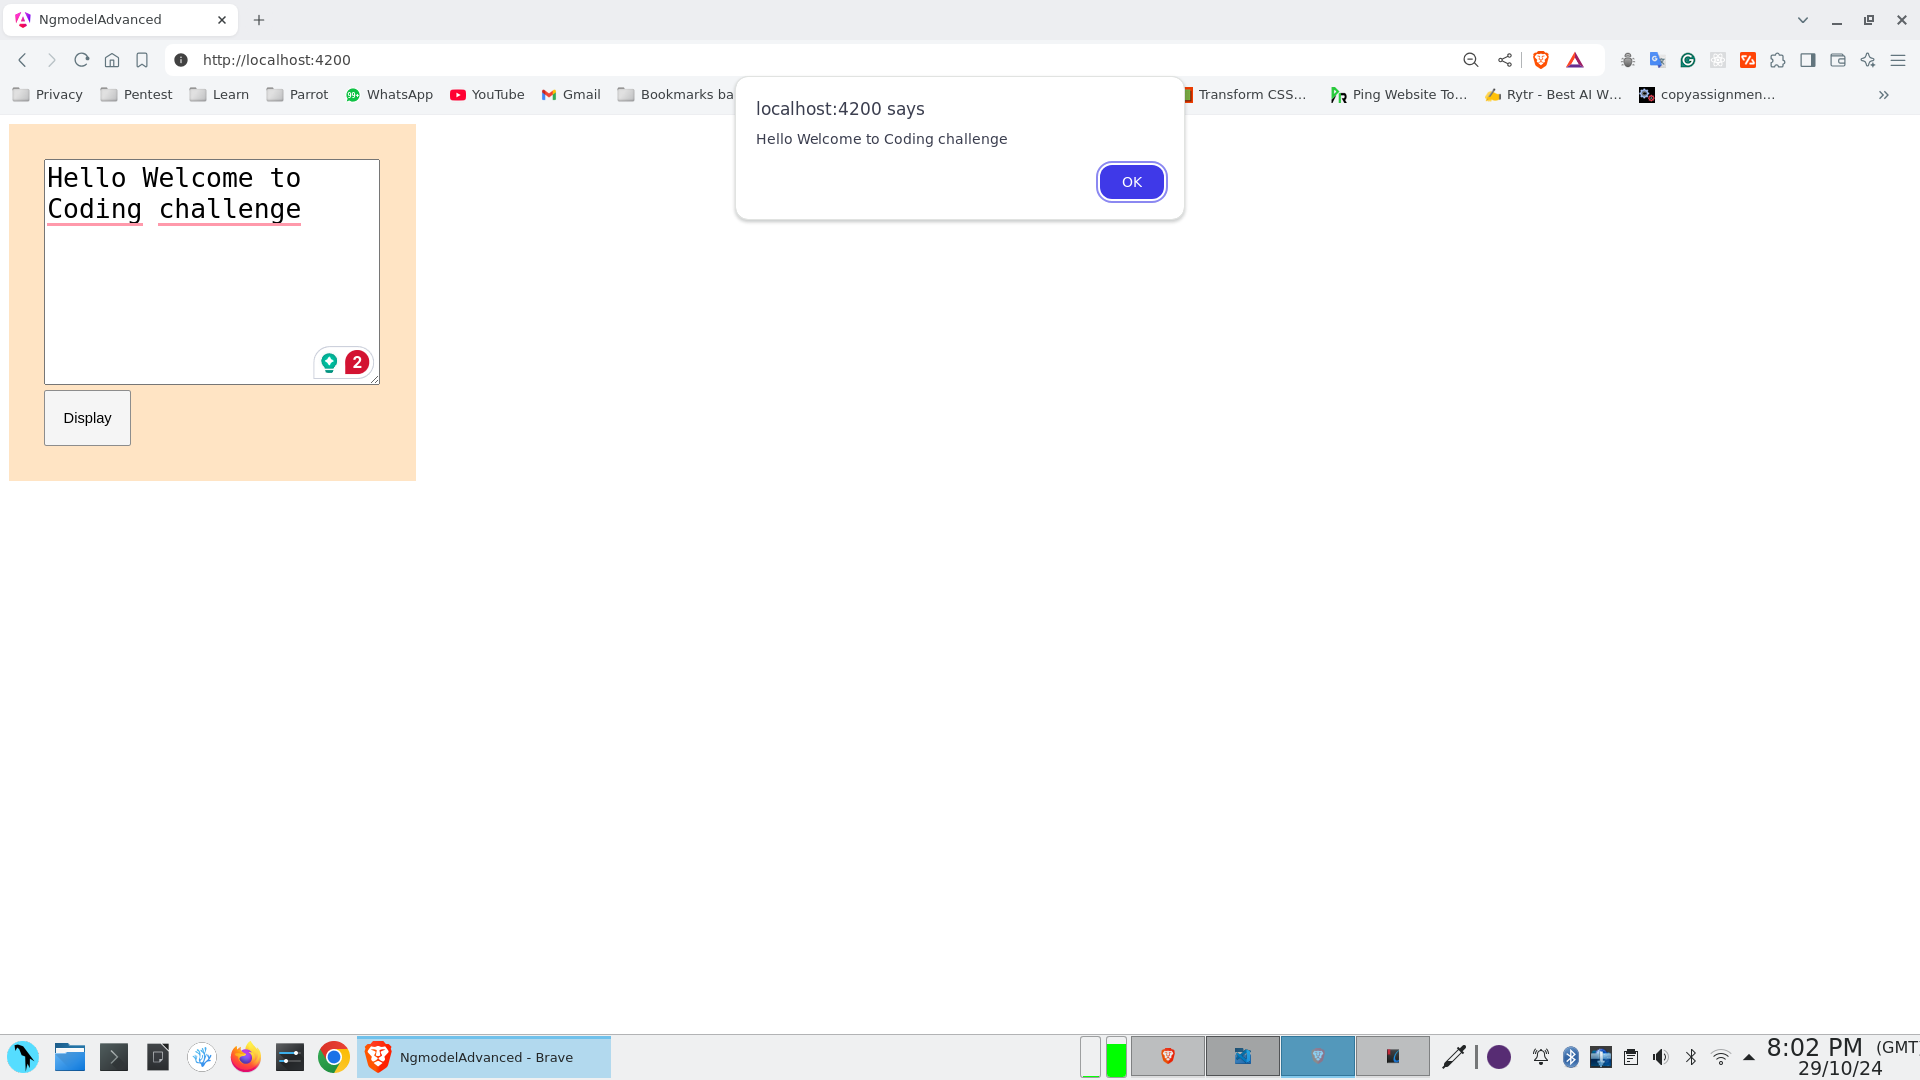 NgmodelAdvanced
http://localhost:4200
Privacy Pentest Learn Parrot 99+ WhatsApp YouTube Gmail Bookmarks ba Transform CSS... Ping Website To... Rytr - Best AI W... copyassignmen...
localhost:4200 says
Hello Welcome to Coding challenge
OK
Hello Welcome to
Coding challenge
2
Display
NgmodelAdvanced - Brave
8:02 PM (GMT
29/10/24